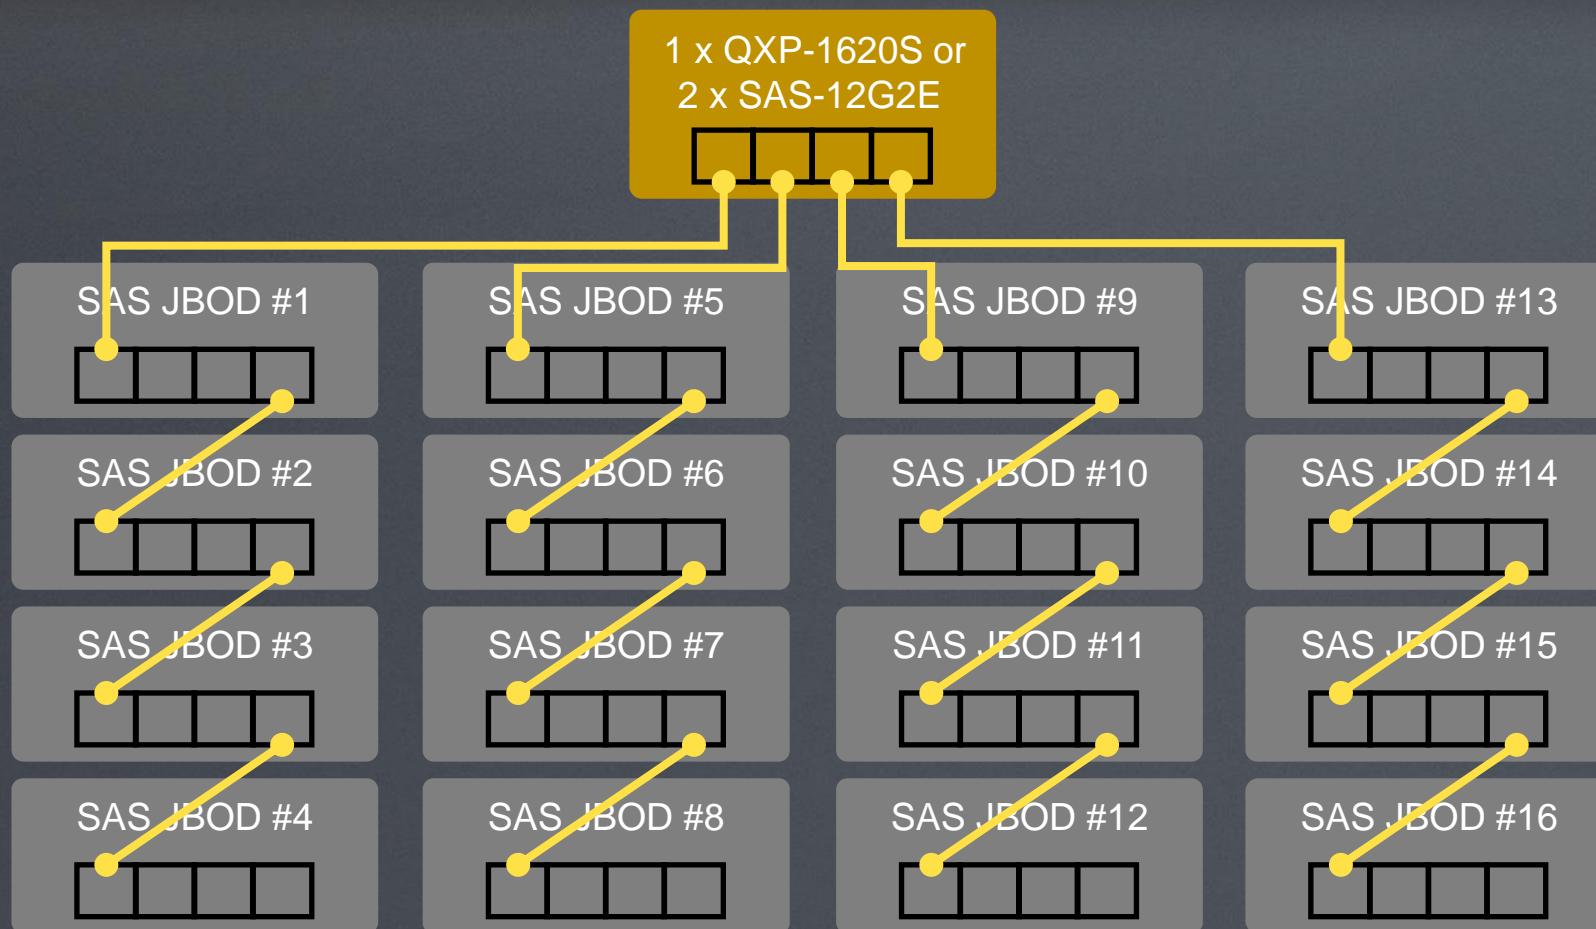 1 x QXP-1620S or
2 x SAS-12G2E
SAS JBOD #1
SAS JBOD #5
SAS JBOD #9
SAS JBOD #13
SAS JBOD #2
SAS JBOD #6
SAS JBOD #10
SAS JBOD #14
SAS JBOD #3
SAS JBOD #7
SAS JBOD #11
SAS JBOD #15
SAS JBOD #4
SAS JBOD #8
SAS JBOD #12
SAS JBOD #16